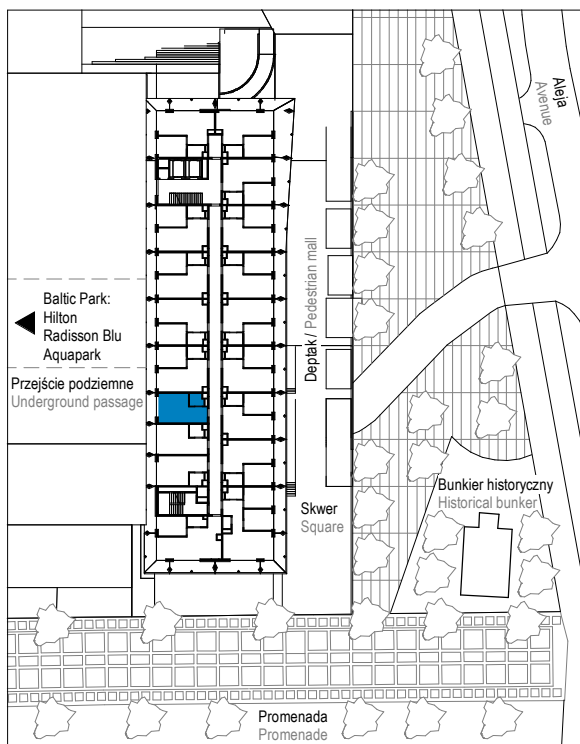 Aleja
Avenue
Baltic Park:
Hilton
Radisson Blu
Aquapark
Przejście podziemne
Underground passage
Deptak / Pedestrian mall
Bunkier historyczny
Historical bunker
Skwer
Square
Promenada
Promenade